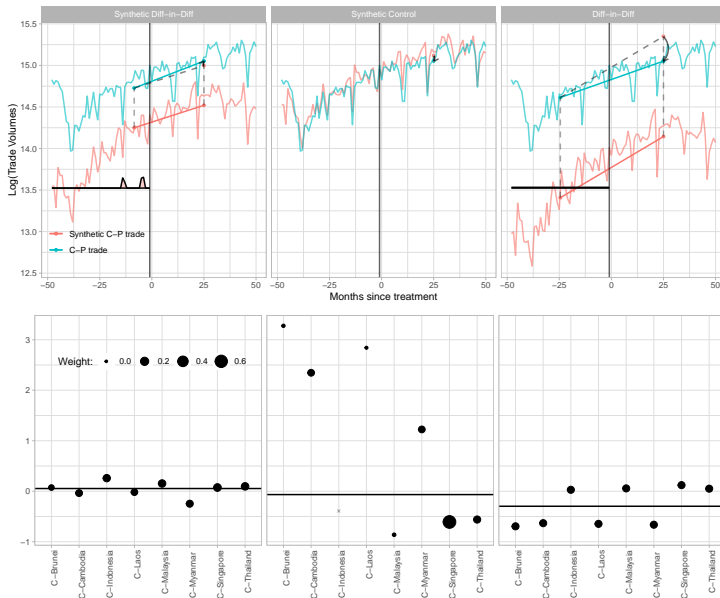 Synthetic Diff−in−Diff
Synthetic Control
Diff−in−Diff
Log(Trade Volumes)
15.5
15.0
14.5
14.0
13.5
13.0
12.5
Synthetic C−P trade
C−P trade
−50 −25 0 25 50
−50 −25 0 25 50
−50 −25 0 25 50
Months since treatment
3
2
1
0
−1
Weight: 0.0 0.2 0.4 0.6
C−Brunei
C−Cambodia
C−Indonesia
C−Laos
C−Malaysia
C−Myanmar
C−Singapore
C−Thailand
C−Brunei
C−Cambodia
C−Indonesia
C−Laos
C−Malaysia
C−Myanmar
C−Singapore
C−Thailand
C−Brunei
C−Cambodia
C−Indonesia
C−Laos
C−Malaysia
C−Myanmar
C−Singapore
C−Thailand